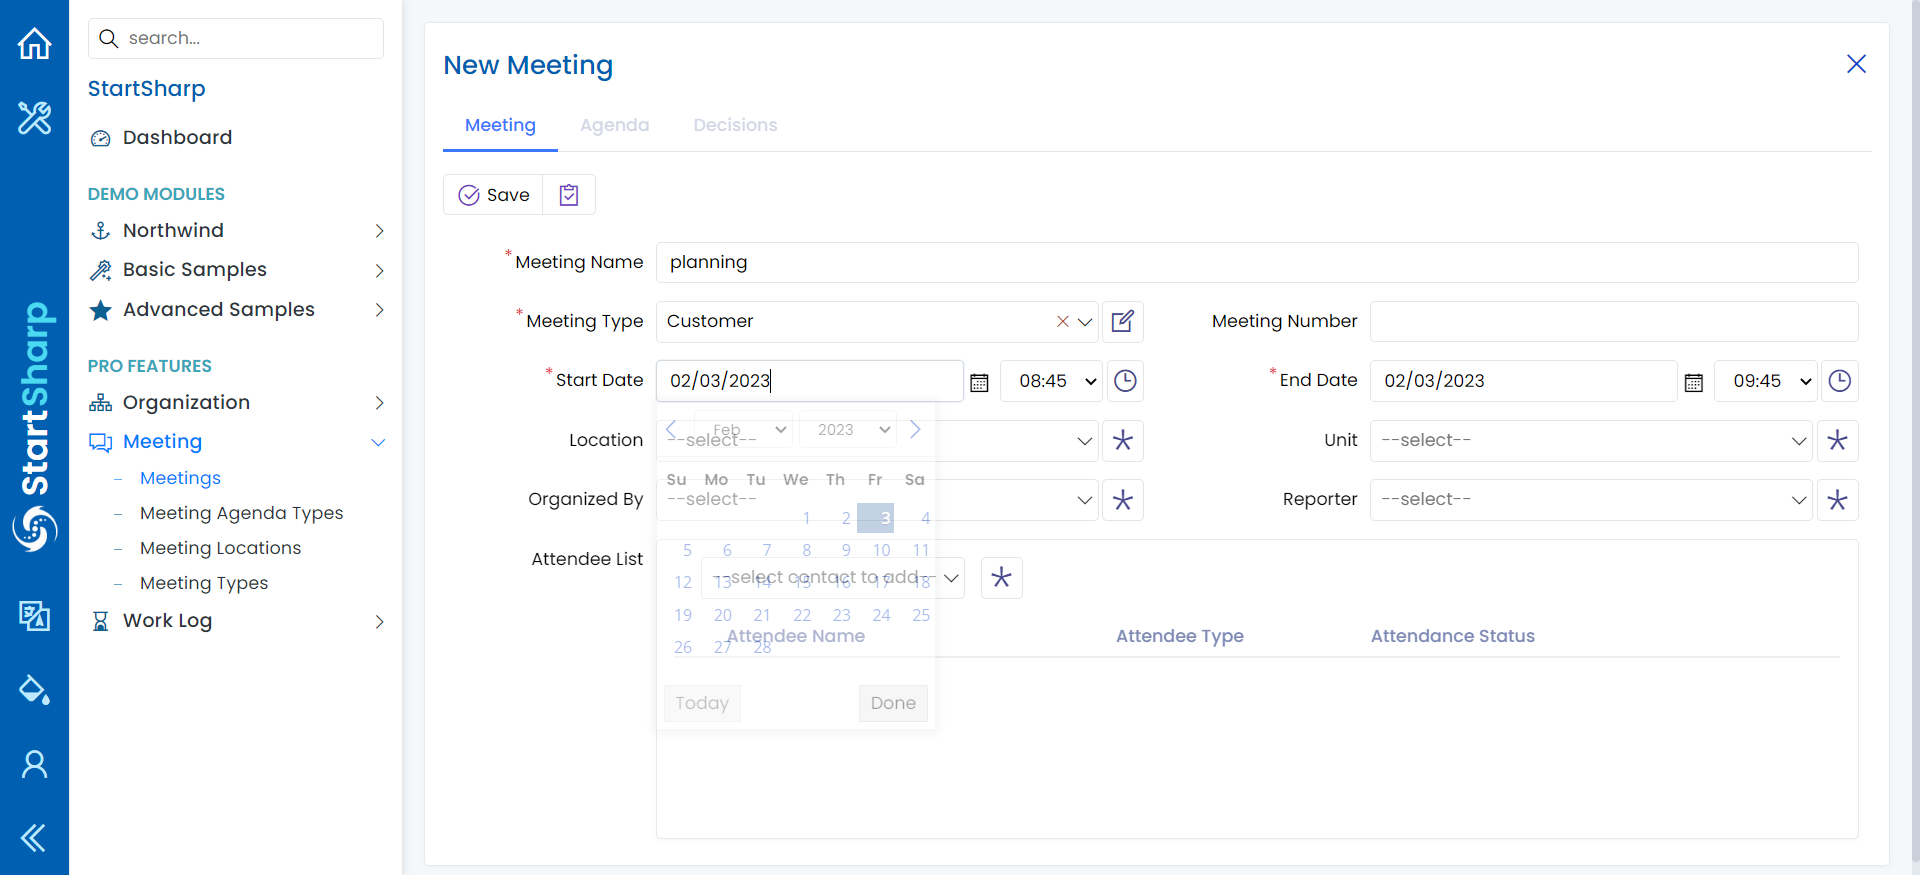 search...
StartSharp
Dashboard
DEMO MODULES
Northwind
Basic Samples
Advanced Samples
PRO FEATURES
Organization
Meeting
Meetings
Meeting Agenda Types
Meeting Locations
Meeting Types
Work Log
StartSharp
New Meeting
Meeting Agenda Decisions
Save
*Meeting Name planning
*Meeting Type Customer Meeting Number
*Start Date 02/03/2023 08:45 *End Date 02/03/2023 09:45
Feb 2023
Location --select-- Unit --select--
Su Mo Tu We Th Fr Sa
Organized By --select-- Reporter --select--
1 2 3 4
5 6 7 8 9 10 11
Attendee List
--select contact to add--
12 13 14 15 16 17 18
19 20 21 22 23 24 25
Attendee Name Attendee Type Attendance Status
26 27 28
Today Done